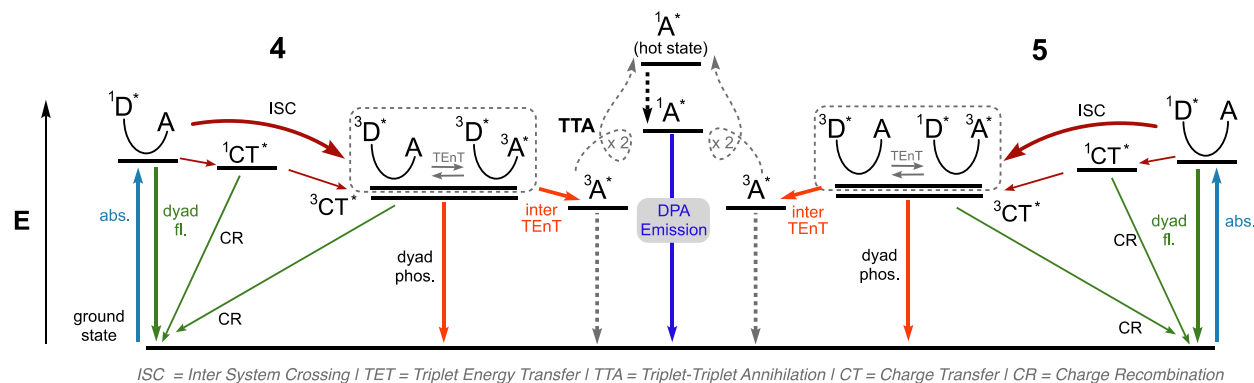 4
5
E
¹D*
A
ISC
¹CT*
³D*
A
TEnT
³D*
³A*
³CT*
abs.
dyad
fl.
CR
CR
ground
state
dyad
phos.
inter
TEnT
³A*
TTA
x 2
¹A*
(hot state)
¹A*
x 2
DPA
Emission
³A*
inter
TEnT
³D*
A
TEnT
¹D*
³A*
³CT*
dyad
phos.
ISC
¹CT*
¹D*
A
CR
CR
dyad
fl.
abs.
ISC = Inter System Crossing I TET = Triplet Energy Transfer I TTA = Triplet-Triplet Annihilation I CT = Charge Transfer I CR = Charge Recombination